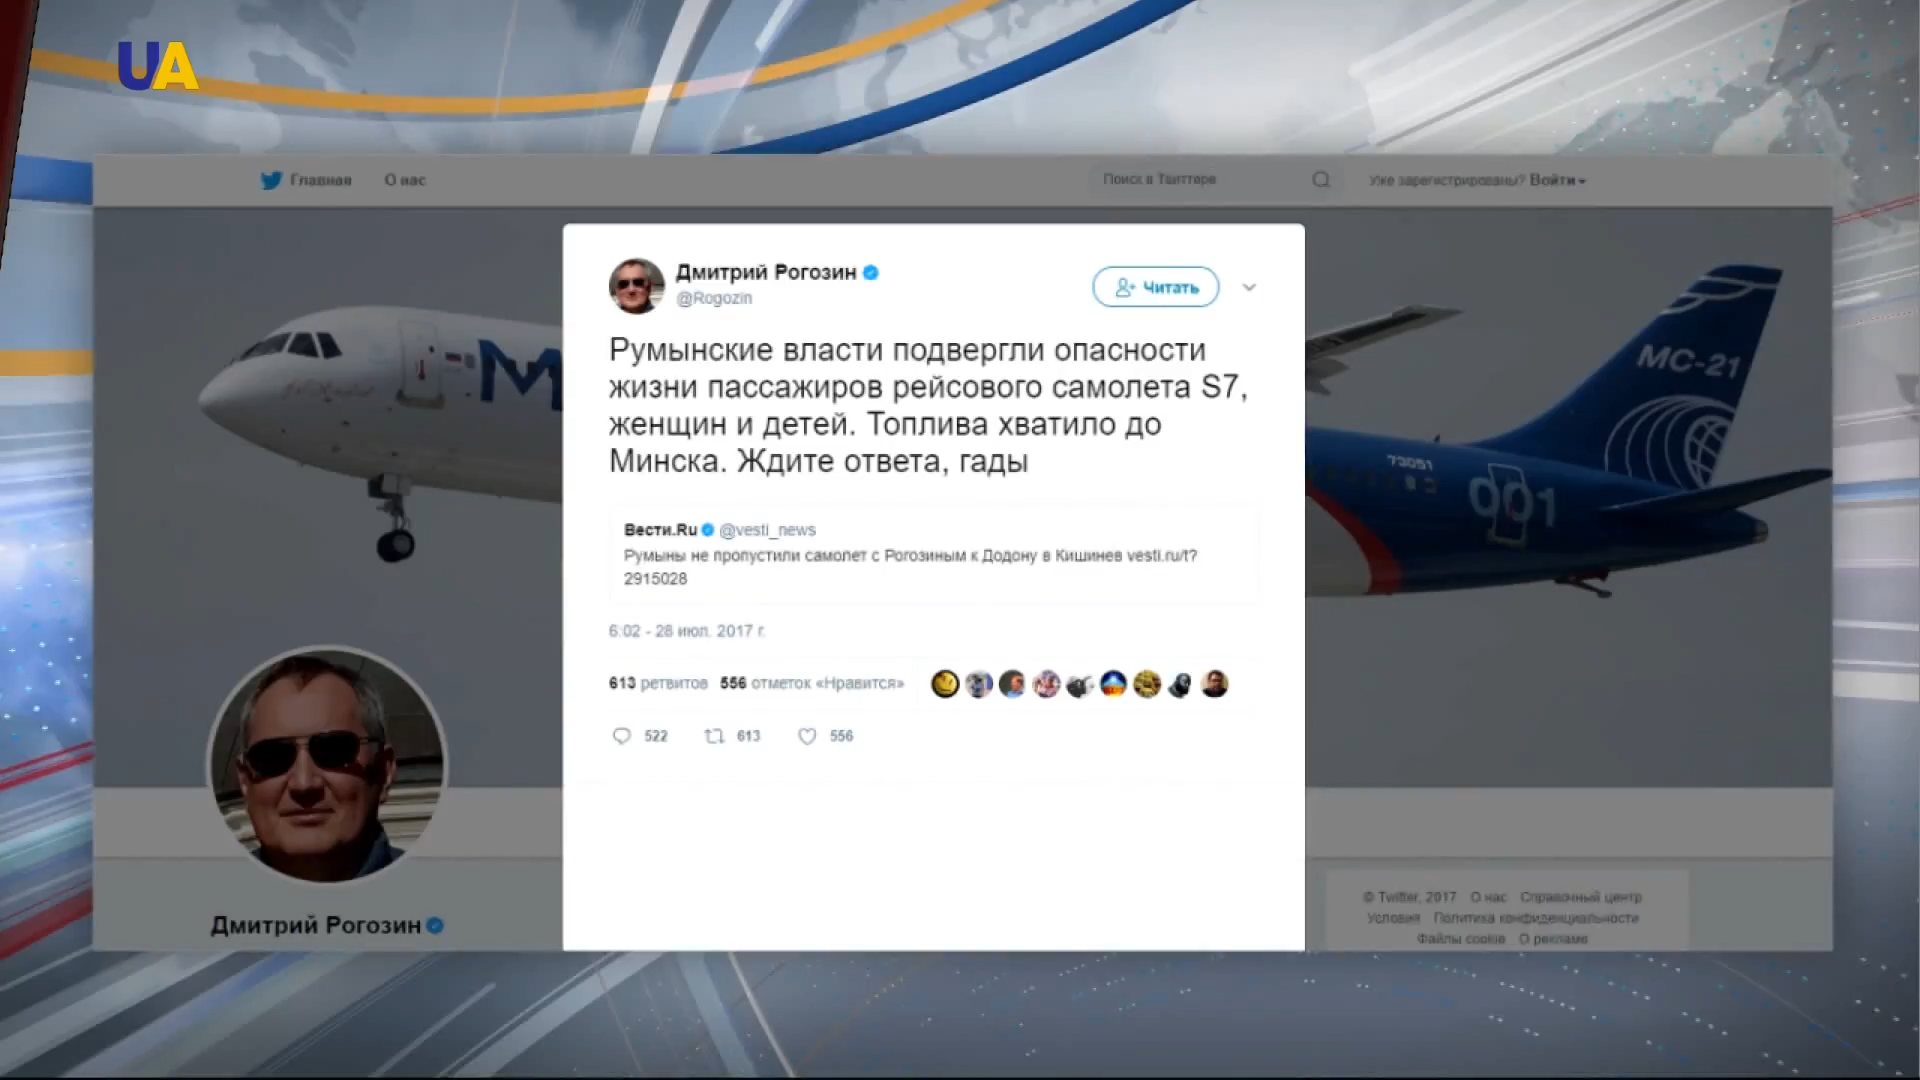 UA
Главная О нас
Поиск в Твиттере
Уже зарегистрированы? Войти
Дмитрий Рогозин
@Rogozin
Читать
Румынские власти подвергли опасности
жизни пассажиров рейсового самолета S7,
женщин и детей. Топлива хватило до
Минска. Ждите ответа, гады
Вести.Ru @vesti_news
Румыны не пропустили самолет с Рогозиным к Додону в Кишинев vesti.ru/t?
2915028
6:02 - 28 июл. 2017 г.
613 ретвитов 556 отметок «Нравится»
522 613 556
МС-21
73051
001
Дмитрий Рогозин
© Twitter, 2017 О нас Справочный центр
Условия Политика конфиденциальности
Файлы cookie О рекламе